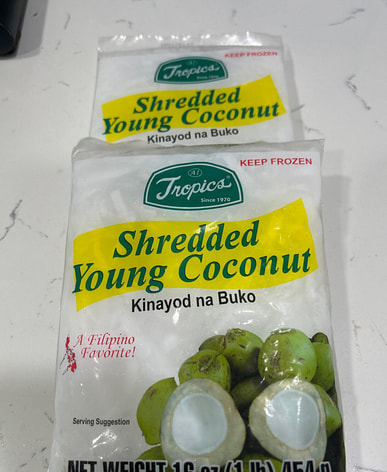 KEEP FROZEN
Tropics
Shredded
Young Coconut
Kinayod na Buko
KEEP FROZEN
A1
Tropics
Since 1920
Shredded
Young Coconut
Kinayod na Buko
A Filipino
Favorite!
Serving Suggestion
NET WEIGHT 16 oz (1 lb) 454 g